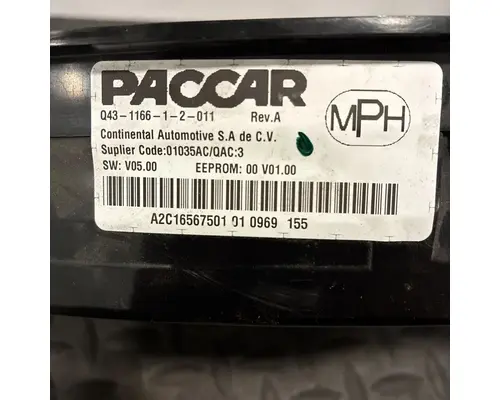 PACCAR
Q43-1166-1-2-011 Rev.A
MPH
Continental Automotive S.A de C.V.
Suplier Code:01035AC/QAC:3
SW: V05.00 EEPROM: 00 V01.00
A2C16567501 01 0969 155